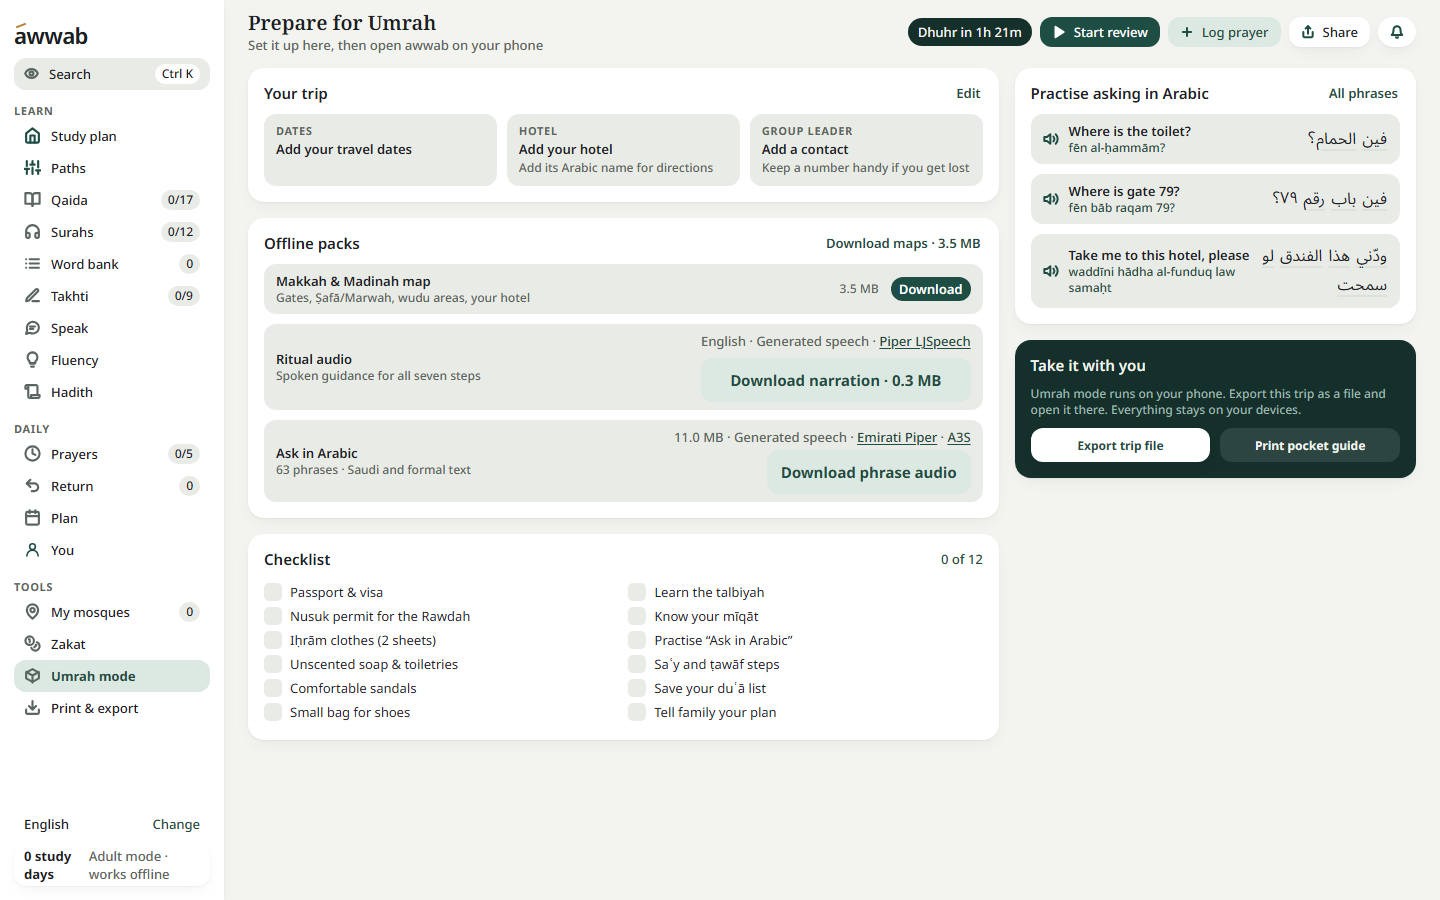 awwab
Search Ctrl K
LEARN
Study plan
Paths
Qaida 0/17
Surahs 0/12
Word bank 0
Takhti 0/9
Speak
Fluency
Hadith
DAILY
Prayers 0/5
Return 0
Plan
You
TOOLS
My mosques 0
Zakat
Umrah mode
Print & export
English Change
0 study days
Adult mode · works offline
Prepare for Umrah
Set it up here, then open awwab on your phone
Dhuhr in 1h 21m
Start review
+ Log prayer
Share
Your trip Edit
DATES
Add your travel dates
HOTEL
Add your hotel
Add its Arabic name for directions
GROUP LEADER
Add a contact
Keep a number handy if you get lost
Offline packs Download maps · 3.5 MB
Makkah & Madinah map
Gates, Ṣafā/Marwah, wudu areas, your hotel
3.5 MB Download
Ritual audio
Spoken guidance for all seven steps
English · Generated speech · Piper LJSpeech
Download narration · 0.3 MB
Ask in Arabic
63 phrases · Saudi and formal text
11.0 MB · Generated speech · Emirati Piper · A3S
Download phrase audio
Checklist 0 of 12
Passport & visa
Nusuk permit for the Rawdah
Iḥrām clothes (2 sheets)
Unscented soap & toiletries
Comfortable sandals
Small bag for shoes
Learn the talbiyah
Know your mīqāt
Practise “Ask in Arabic”
Saʿy and ṭawāf steps
Save your duʿā list
Tell family your plan
Practise asking in Arabic All phrases
Where is the toilet?
fēn al-ḥammām?
فين الحمام؟
Where is gate 79?
fēn bāb raqam 79?
فين باب رقم ٧٩؟
Take me to this hotel, please
waddīni hādha al-funduq law
samaḥt
ودّني هذا الفندق لو
سمحت
Take it with you
Umrah mode runs on your phone. Export this trip as a file and
open it there. Everything stays on your devices.
Export trip file
Print pocket guide